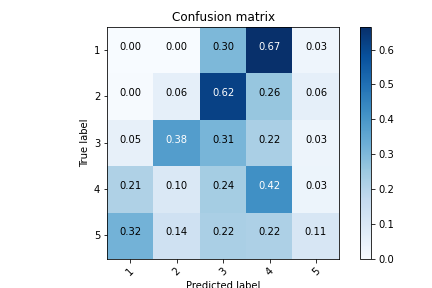 Confusion matrix
True label
1 0.00 0.00 0.30 0.67 0.03
2 0.00 0.06 0.62 0.26 0.06
3 0.05 0.38 0.31 0.22 0.03
4 0.21 0.10 0.24 0.42 0.03
5 0.32 0.14 0.22 0.22 0.11
1 2 3 4 5
Predicted label
0.6
0.5
0.4
0.3
0.2
0.1
0.0